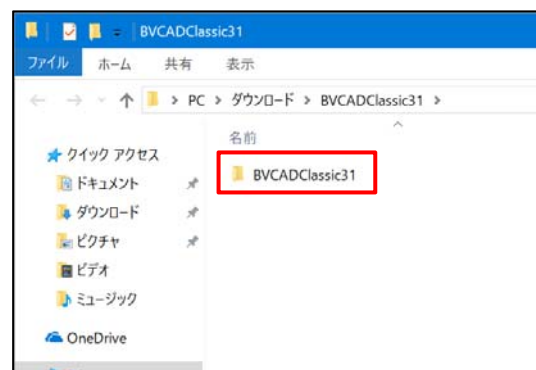 BVCADClassic31
ファイル ホーム 共有 表示
PC > ダウンロード > BVCADClassic31 >
名前
クイック アクセス
BVCADClassic31
ドキュメント
ダウンロード
ピクチャ
ビデオ
ミュージック
OneDrive